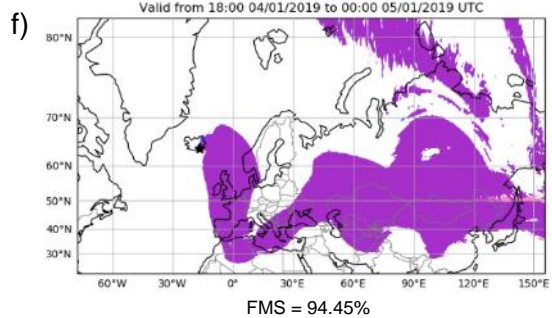 f)
Valid from 18:00 04/01/2019 to 00:00 05/01/2019 UTC
80°N
70°N
60°N
50°N
40°N
30°N
60°W 30°W 0° 30°E 60°E 90°E 120°E 150°E
FMS = 94.45%